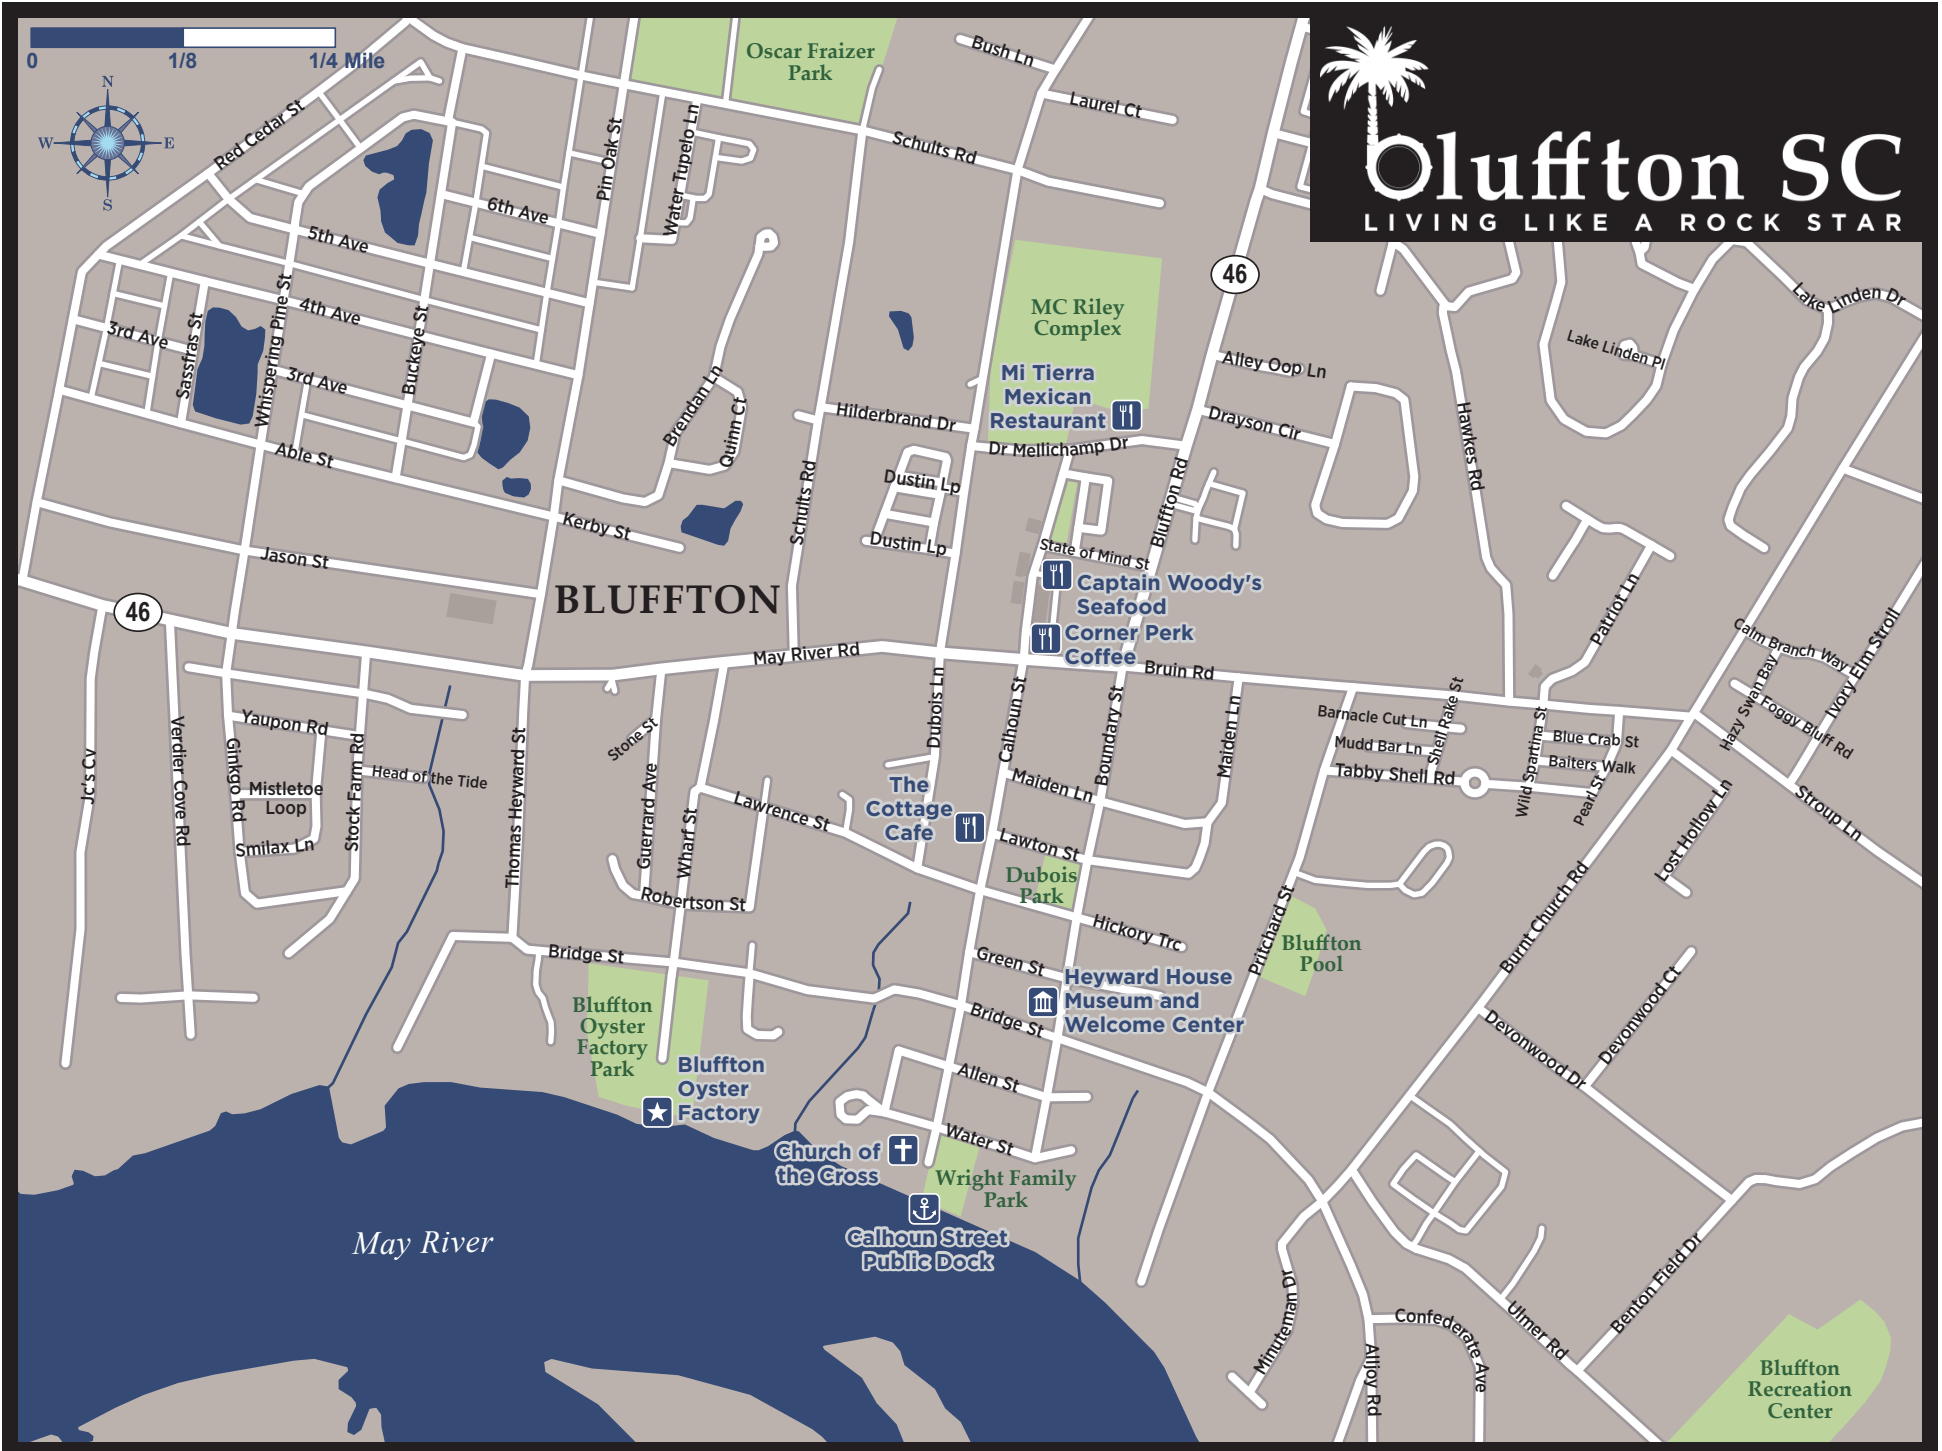 0 1/8 1/4 Mile
N
W E
S
bluffton SC
LIVING LIKE A ROCK STAR
Oscar Fraizer
Park
Bush Ln
Laurel Ct
Schults Rd
Red Cedar St
Pin Oak St
Water Tupelo Ln
6th Ave
5th Ave
4th Ave
3rd Ave
3rd Ave
Sassfras St
Whispering Pine St
Buckeye St
Able St
Kerby St
Jason St
Brendan Ln
Quinn Ct
Schults Rd
Hilderbrand Dr
Dustin Lp
Dustin Lp
MC Riley
Complex
Mi Tierra
Mexican
Restaurant
Dr Mellichamp Dr
46
Alley Oop Ln
Drayson Cir
Bluffton Rd
State of Mind St
Captain Woody's
Seafood
Corner Perk
Coffee
Hawkes Rd
Lake Linden Dr
Lake Linden Pl
Patriot Ln
Calm Branch Way
Ivory Elm Stroll
Hazy Swan Bay
Foggy Bluff Rd
BLUFFTON
46
May River Rd
Bruin Rd
Jc's Cv
Verdier Cove Rd
Ginkgo Rd
Yaupon Rd
Mistletoe
Loop
Smilax Ln
Stock Farm Rd
Head of the Tide
Thomas Heyward St
Stone St
Guerrard Ave
Wharf St
Lawrence St
Robertson St
Dubois Ln
Calhoun St
Boundary St
Maiden Ln
Maiden Ln
The
Cottage
Cafe
Lawton St
Dubois
Park
Hickory Trc
Green St
Barnacle Cut Ln
Mudd Bar Ln
Tabby Shell Rd
Shell Rake St
Wild Spartina St
Blue Crab St
Baiters Walk
Pearl St
Lost Hollow Ln
Stroup Ln
Burnt Church Rd
Pritchard St
Bluffton
Pool
Bridge St
Bluffton
Oyster
Factory
Park
Bluffton
Oyster
Factory
Heyward House
Museum and
Welcome Center
Bridge St
Allen St
Water St
Church of
the Cross
Wright Family
Park
Calhoun Street
Public Dock
May River
Devonwood Dr
Devonwood Ct
Benton Field Dr
Ulmer Rd
Minuteman Dr
Confederate Ave
Alljoy Rd
Bluffton
Recreation
Center